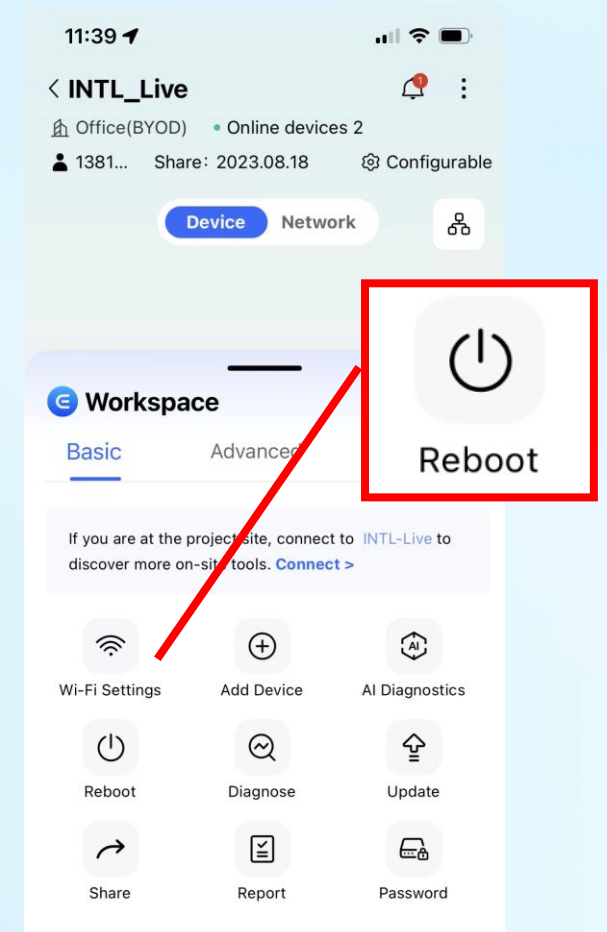 11:39
INTL_Live
1
Office(BYOD) • Online devices 2
1381... Share: 2023.08.18 Configurable
Device Network
Reboot
Workspace
Basic Advanced
If you are at the project site, connect to INTL-Live to
discover more on-site tools. Connect >
AI
Wi-Fi Settings Add Device AI Diagnostics
Reboot Diagnose Update
Share Report Password